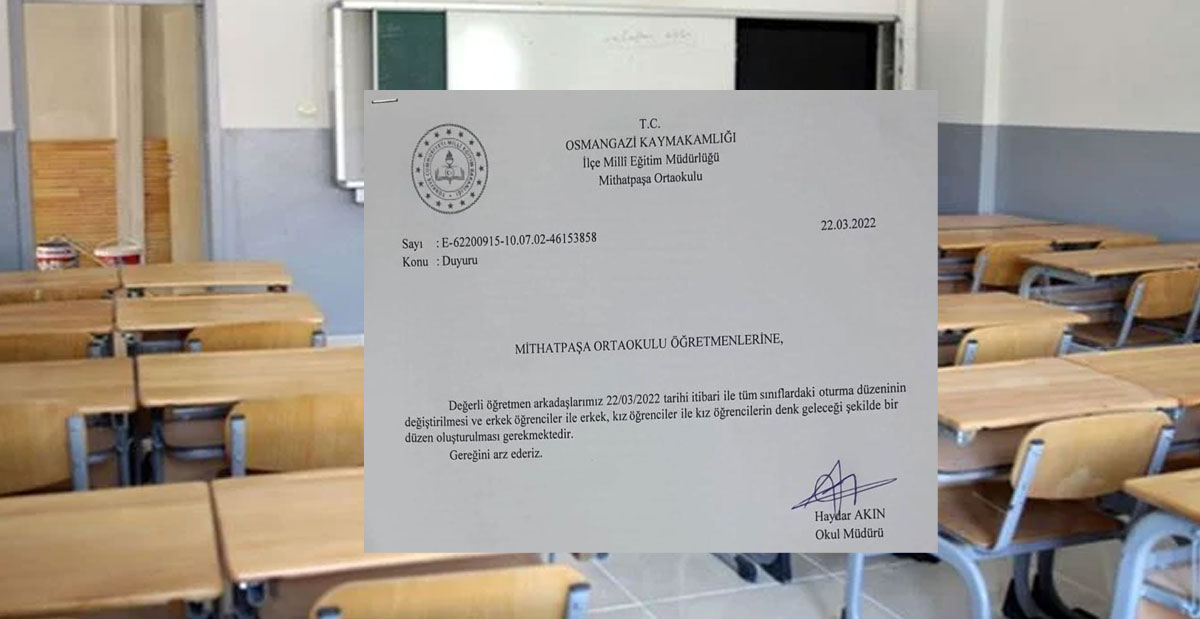 T.C.
OSMANGAZİ KAYMAKAMLIĞI
İlçe Millî Eğitim Müdürlüğü
Mithatpaşa Ortaokulu
22.03.2022
Sayı : E-62200915-10.07.02-46153858
Konu : Duyuru
MİTHATPAŞA ORTAOKULU ÖĞRETMENLERİNE,
Değerli öğretmen arkadaşlarımız 22/03/2022 tarihi itibari ile tüm sınıflardaki oturma düzeninin
değiştirilmesi ve erkek öğrenciler ile erkek, kız öğrenciler ile kız öğrencilerin denk geleceği şekilde bir
düzen oluşturulması gerekmektedir.
Gereğini arz ederiz.
Haydar AKIN
Okul Müdürü